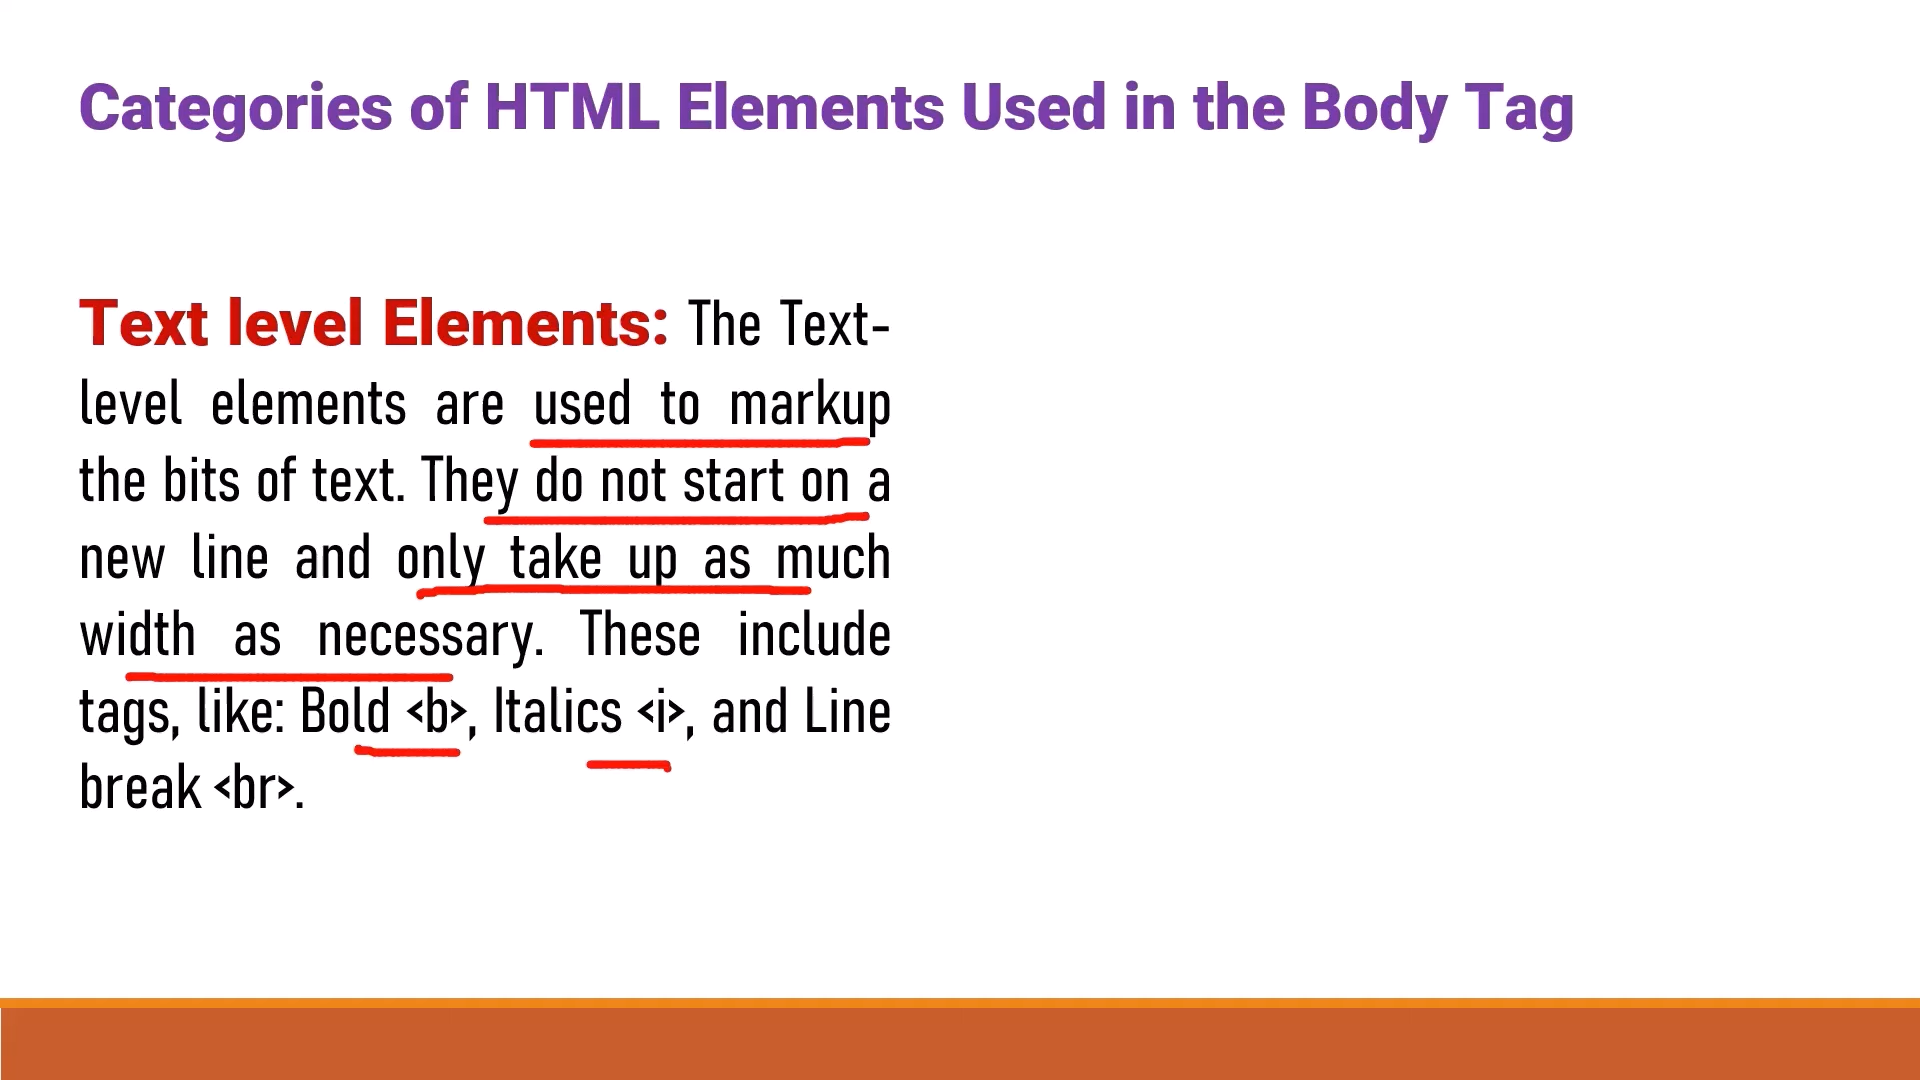 Categories of HTML Elements Used in the Body Tag
Text level Elements: The Text-
level elements are used to markup
the bits of text. They do not start on a
new line and only take up as much
width as necessary. These include
tags, like: Bold <b>, Italics <i>, and Line
break <br>.